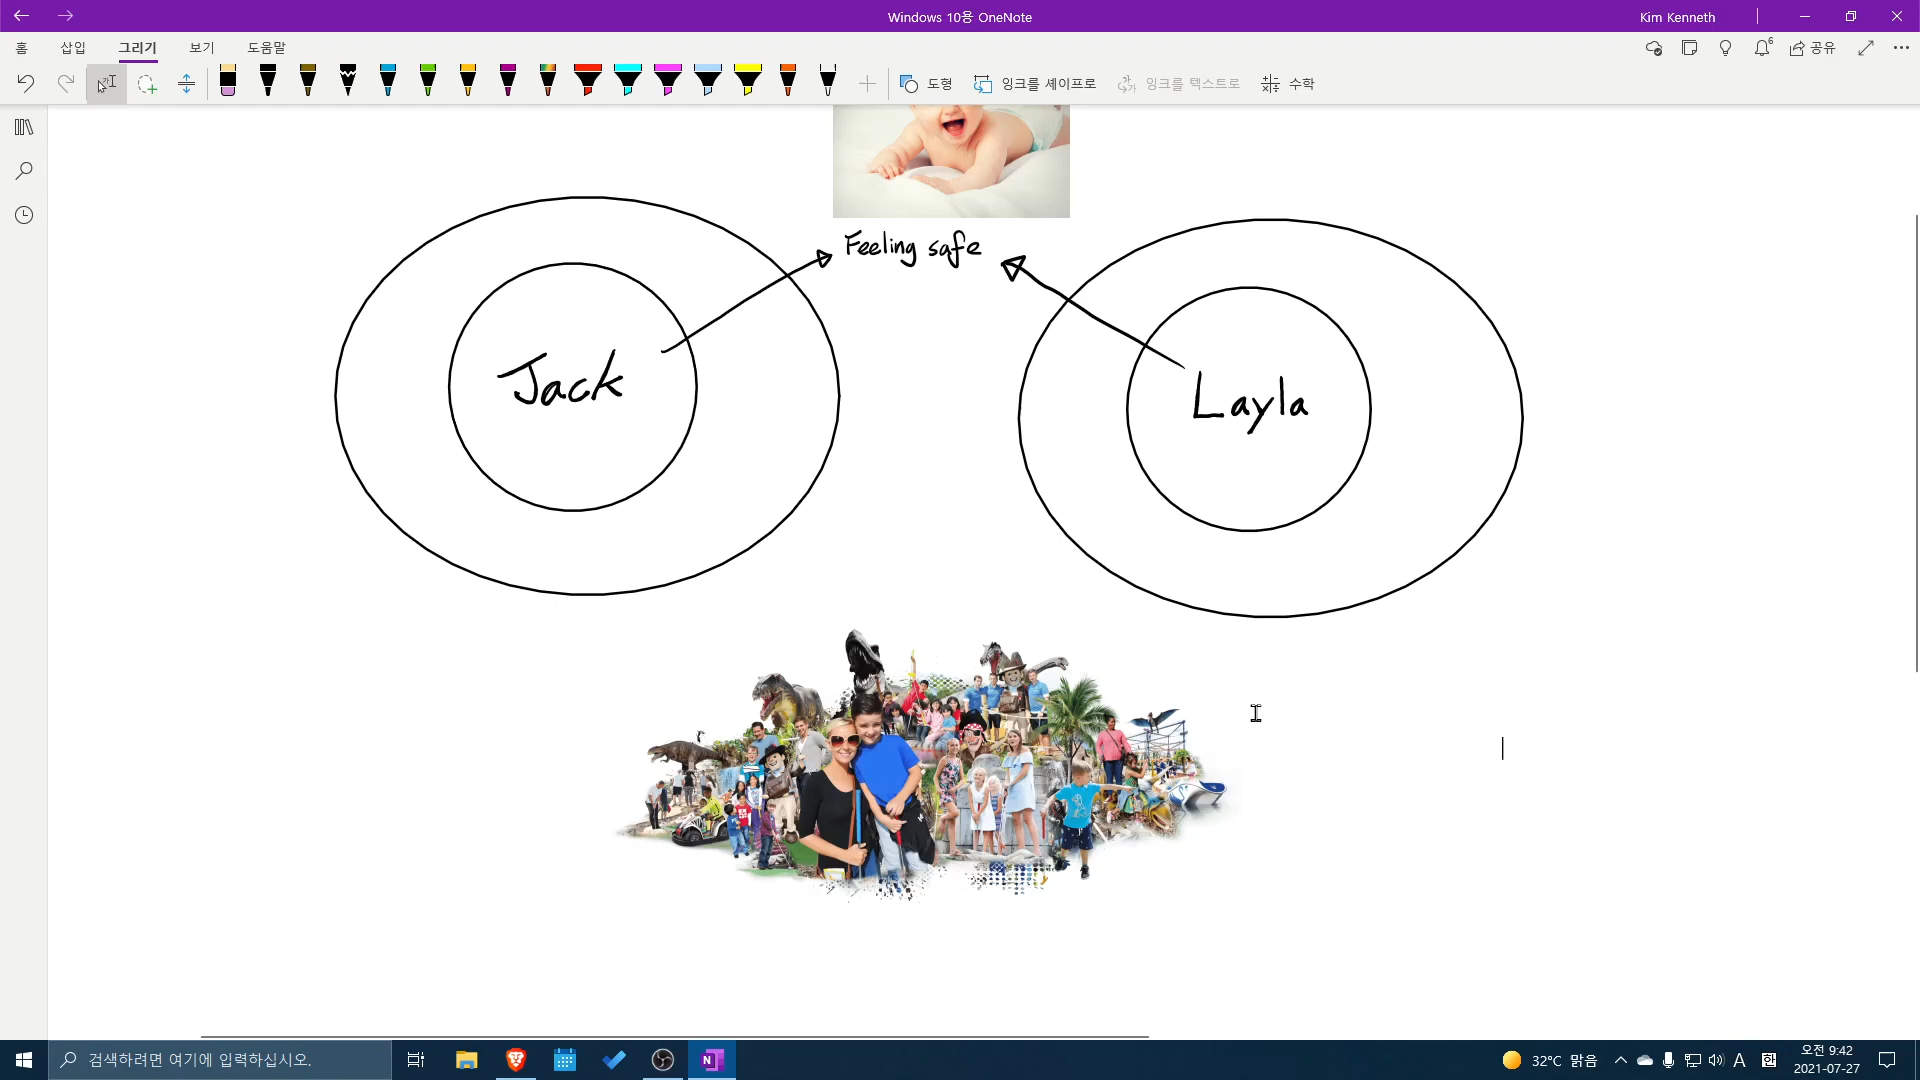 Windows 10용 OneNote
Kim Kenneth
홈 삽입 그리기 보기 도움말
6 공유
도형 잉크를 셰이프로 잉크를 텍스트로 수학
Feeling safe
Jack
Layla
검색하려면 여기에 입력하십시오.
32°C 맑음
A 한
오전 9:42
2021-07-27